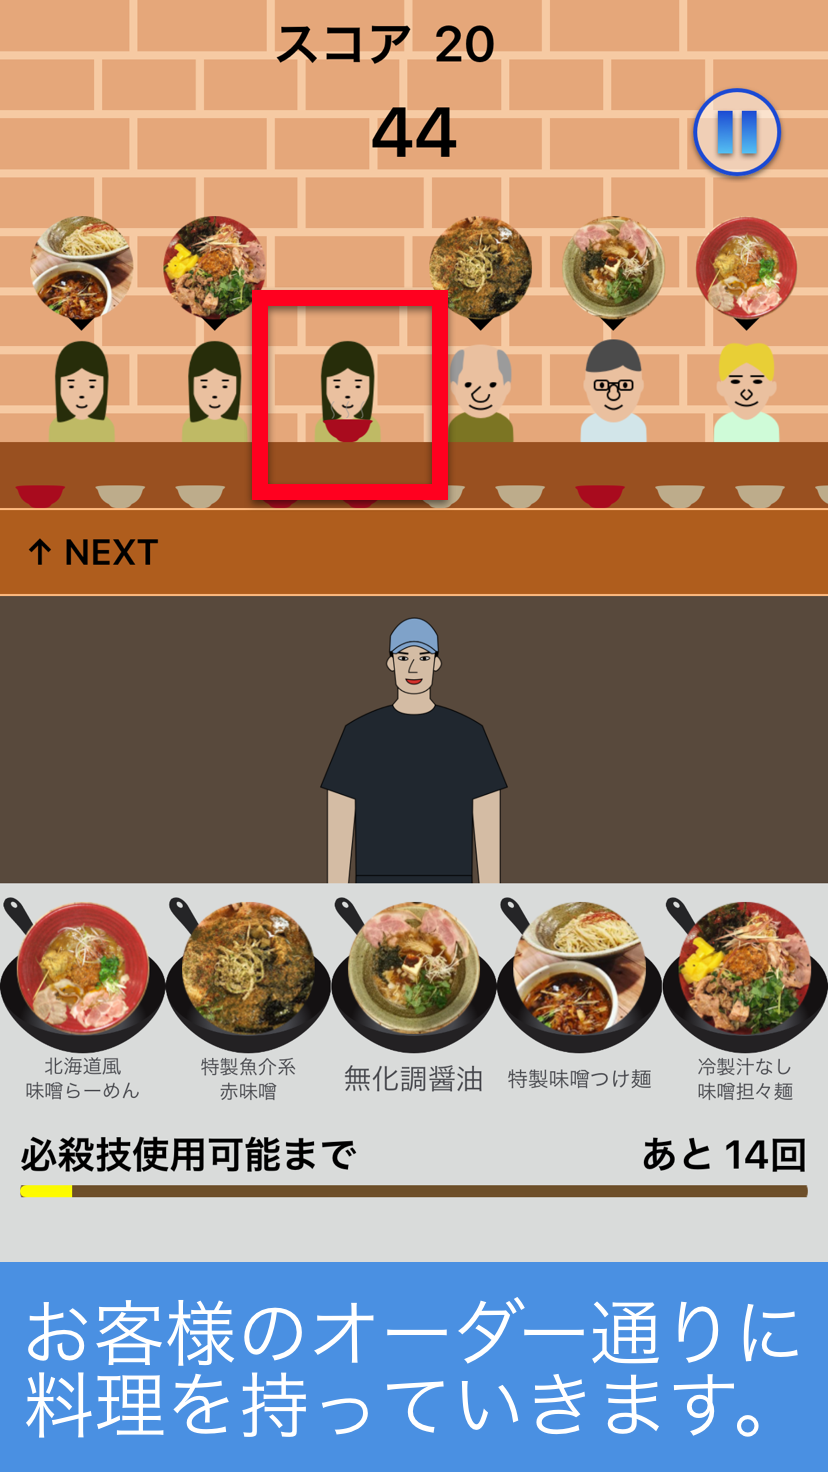 スコア 20
44
↑ NEXT
北海道風
味噌らーめん
特製魚介系
赤味噌
無化調醤油
特製味噌つけ麺
冷製汁なし
味噌担々麺
必殺技使用可能まで
あと 14回
お客様のオーダー通りに
料理を持っていきます。